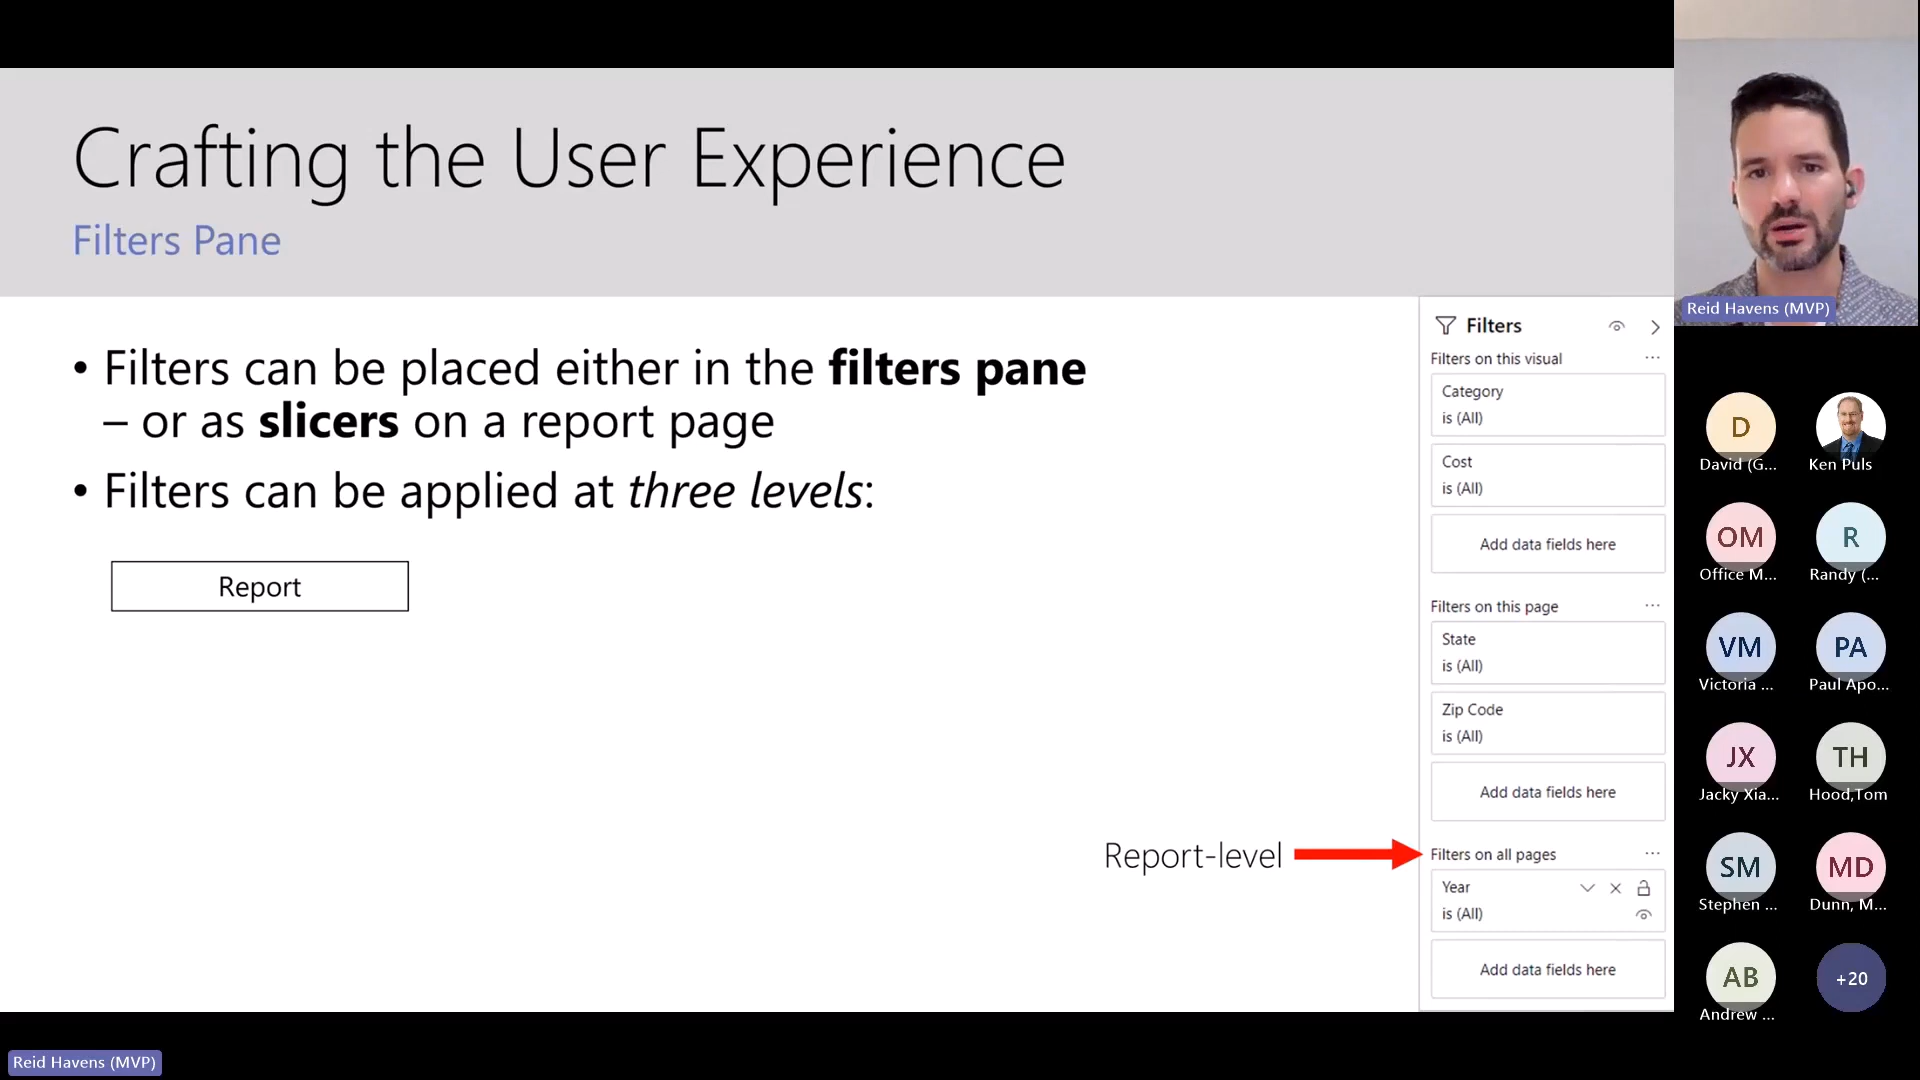 Crafting the User Experience
Filters Pane
• Filters can be placed either in the filters pane
– or as slicers on a report page
• Filters can be applied at three levels:
Report
Report-level
Filters
Filters on this visual
Category
is (All)
Cost
is (All)
Add data fields here
Filters on this page
State
is (All)
Zip Code
is (All)
Add data fields here
Filters on all pages
Year
is (All)
Add data fields here
Reid Havens (MVP)
D
David (G...
Ken Puls
OM
Office M...
R
Randy (...
VM
Victoria ...
PA
Paul Apo...
JX
Jacky Xia...
TH
Hood,Tom
SM
Stephen ...
MD
Dunn, M...
AB
Andrew ...
+20
Reid Havens (MVP)